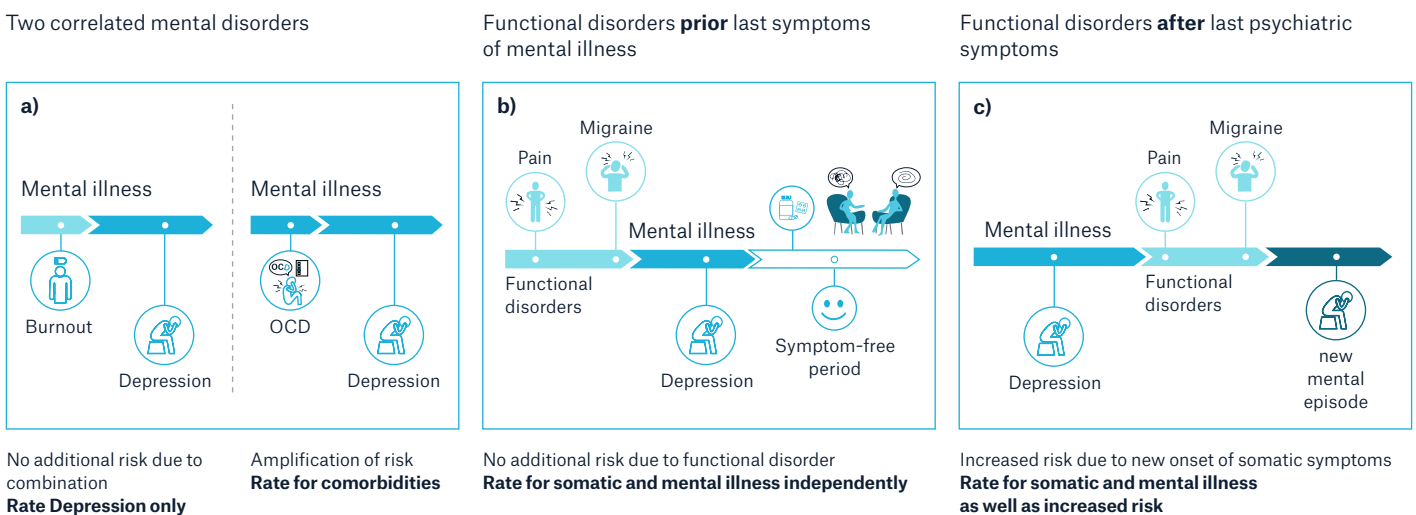 Two correlated mental disorders
a)
Mental illness
Burnout
Depression
Mental illness
OCD
OCD
Depression
No additional risk due to
combination
Rate Depression only
Amplification of risk
Rate for comorbidities
Functional disorders prior last symptoms
of mental illness
b)
Migraine
Pain
Mental illness
Functional
disorders
Depression
Symptom-free
period
No additional risk due to functional disorder
Rate for somatic and mental illness independently
Functional disorders after last psychiatric
symptoms
c)
Migraine
Pain
Mental illness
Functional
disorders
Depression
new
mental
episode
Increased risk due to new onset of somatic symptoms
Rate for somatic and mental illness
as well as increased risk